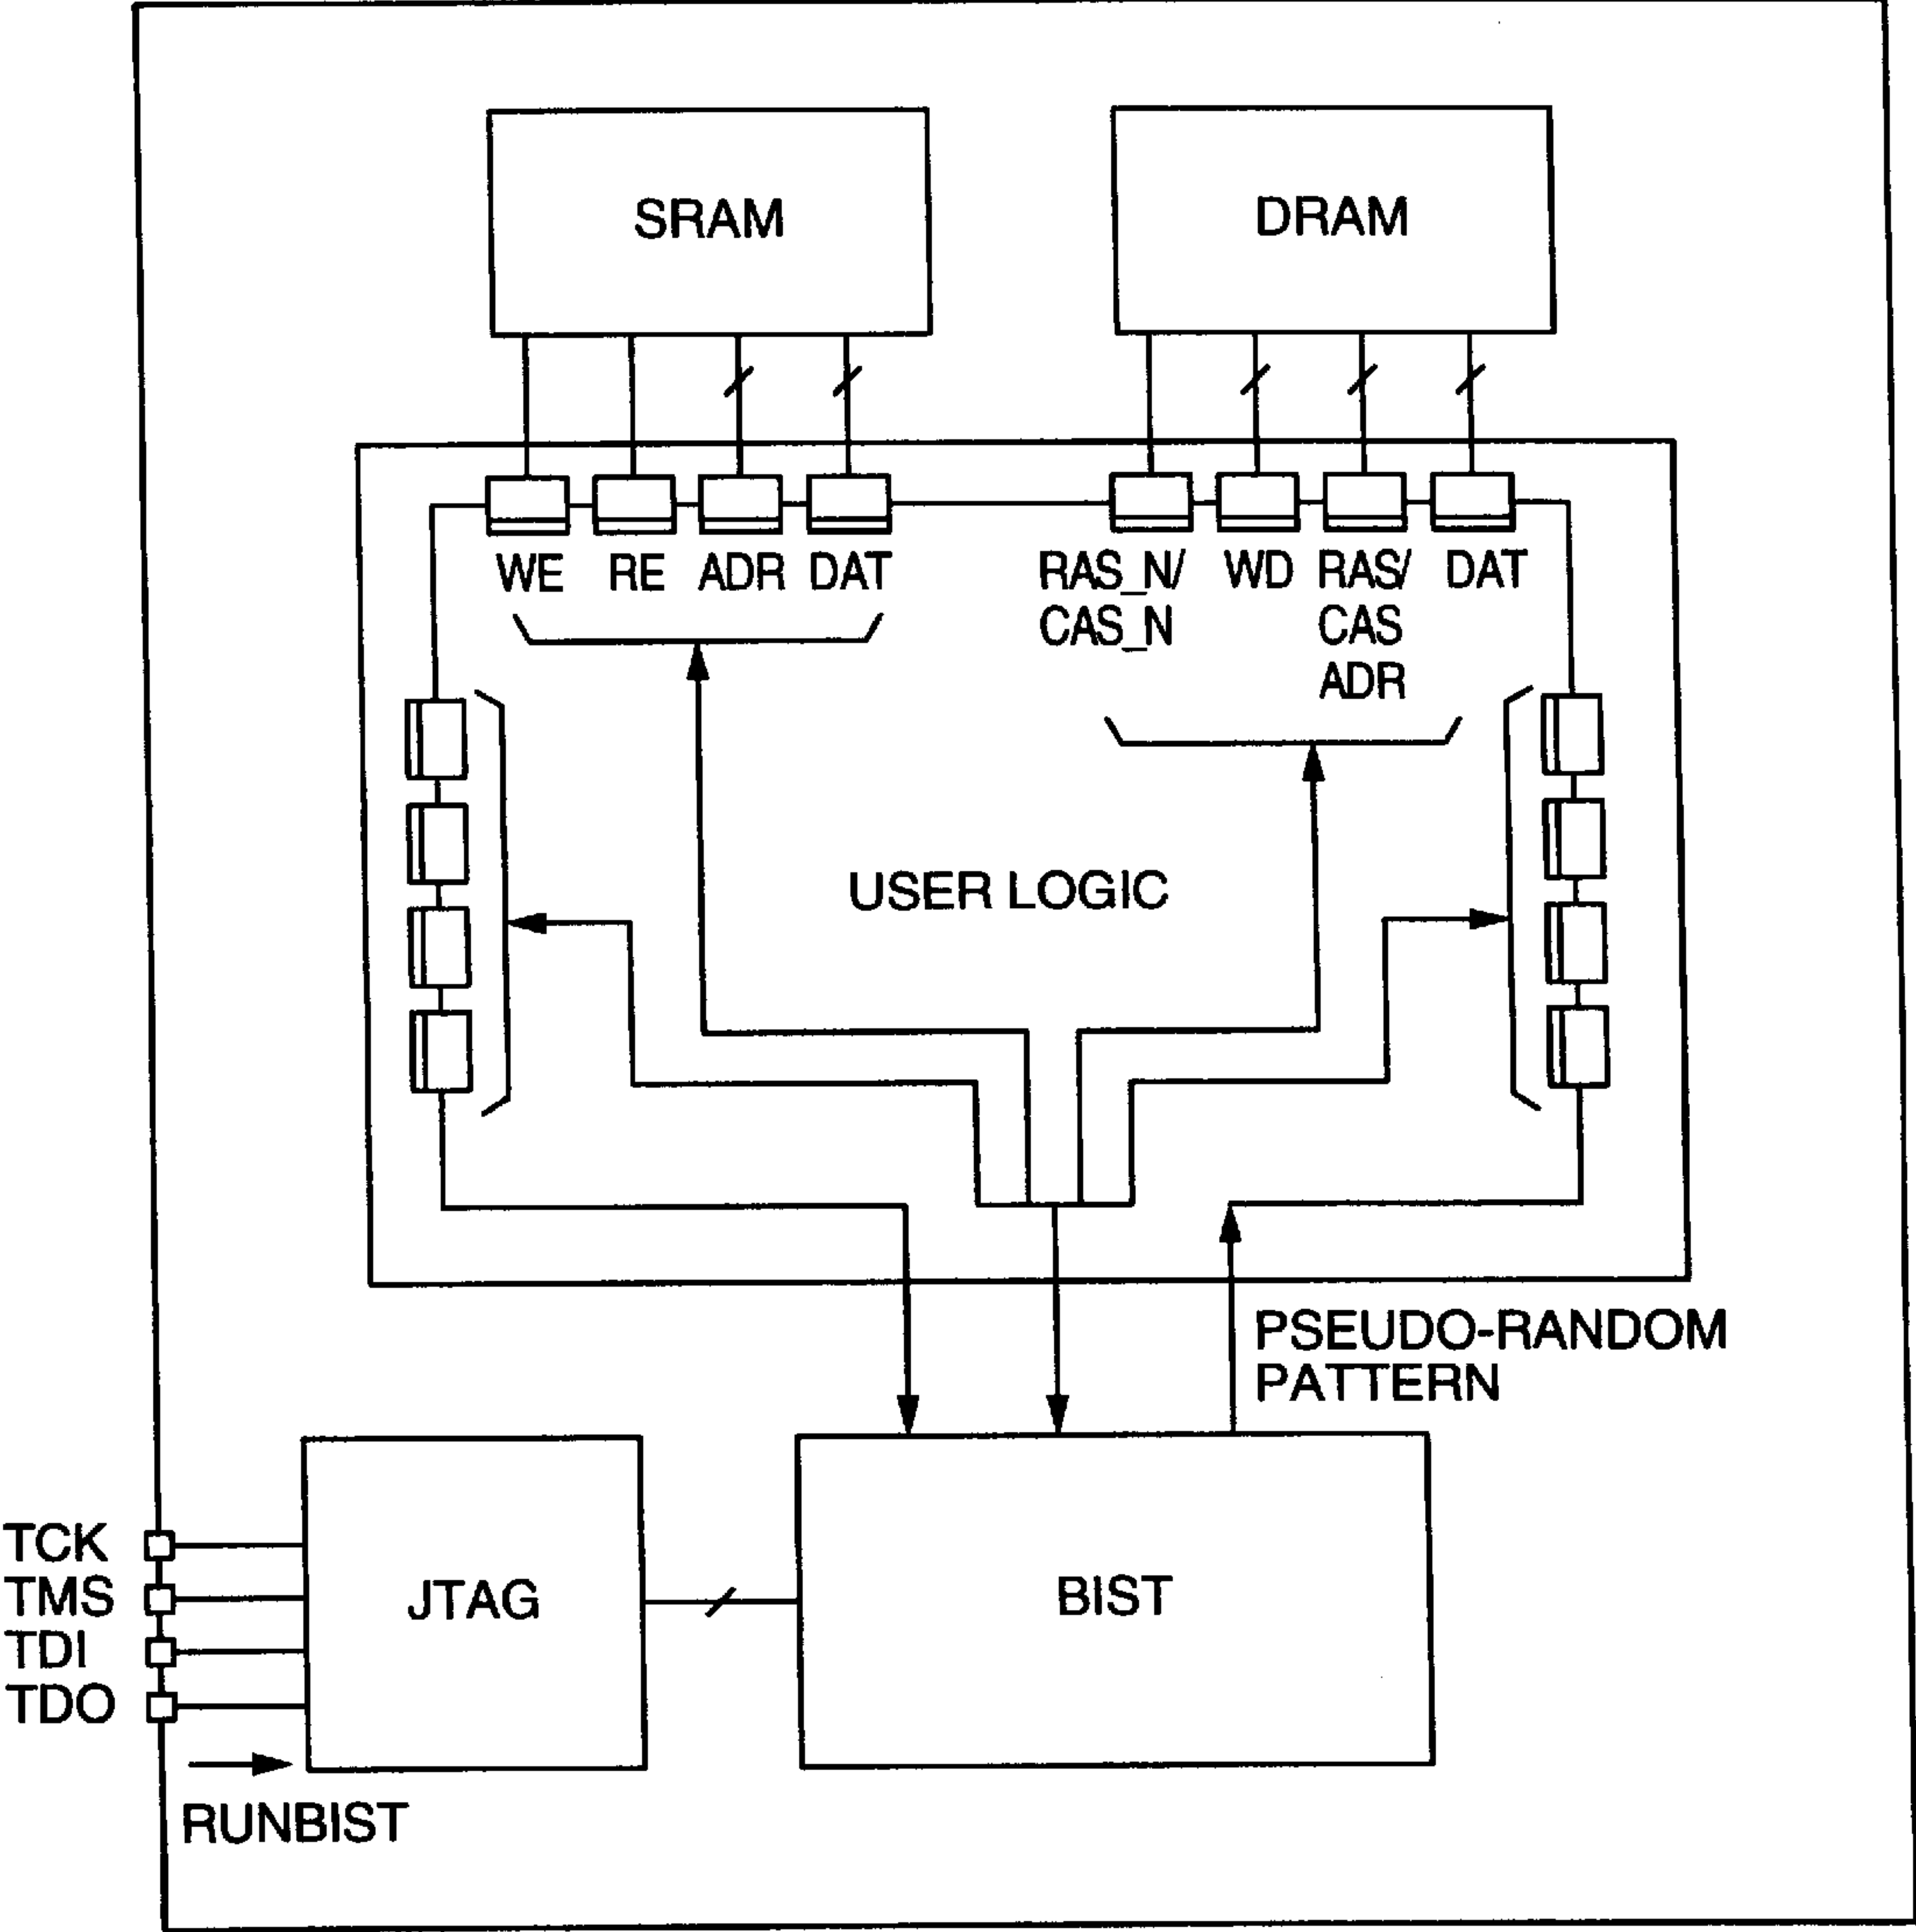 SRAM
DRAM
WE RE ADR DAT
RAS_N/ WD RAS/ DAT
CAS_N CAS
ADR
USER LOGIC
PSEUDO-RANDOM
PATTERN
TCK
TMS
TDI
TDO
JTAG
BIST
RUNBIST